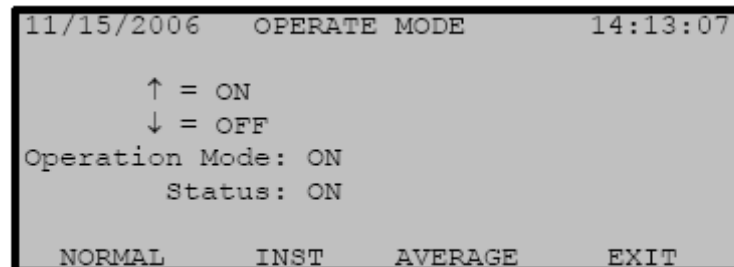 11/15/2006 OPERATE MODE 14:13:07
↑ = ON
↓ = OFF
Operation Mode: ON
Status: ON
NORMAL INST AVERAGE EXIT